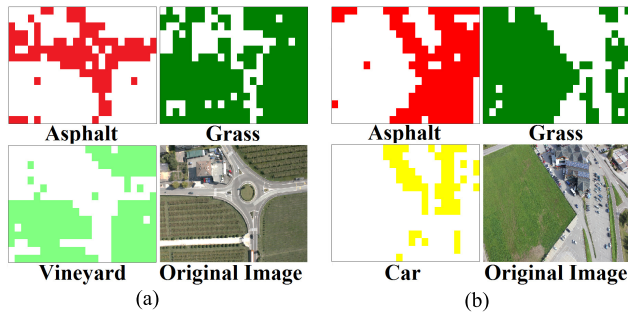 Asphalt Grass
Asphalt Grass
Vineyard Original Image
Car Original Image
(a)
(b)